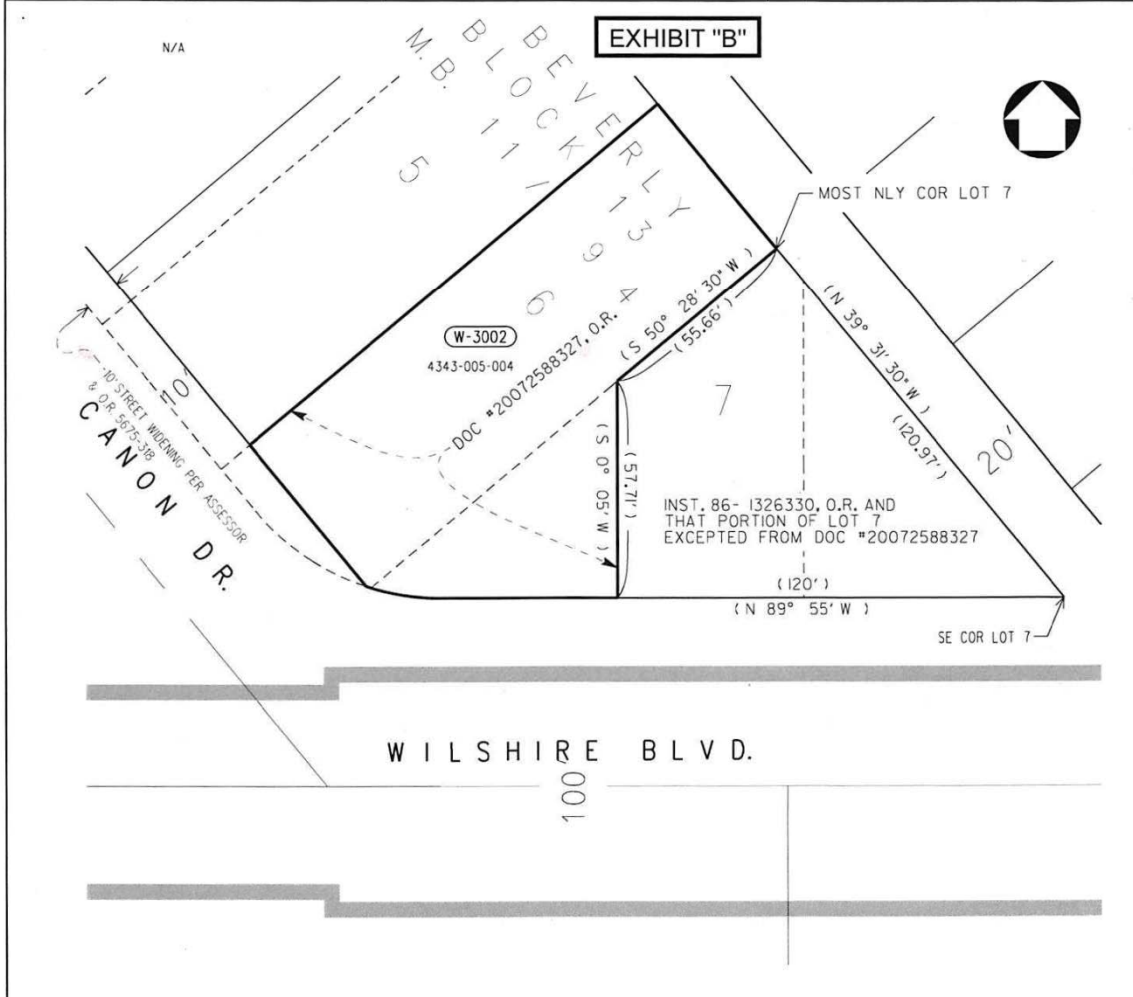 N/A
EXHIBIT "B"
BEVERLY
BLOCK 13
M.B. 11 / 94
5
6
MOST NLY COR LOT 7
W-3002
4343-005-004
DOC #20072588327, O.R.
( S 50° 28' 30" W )
(55.66')
( N 39° 31' 30" W )
(120.97')
20'
7
10'
10' STREET WIDENING PER ASSESSOR
& O.R. 5675-318
CANON DR.
( S 0° 05' W )
(57.71')
INST. 86- 1326330, O.R. AND
THAT PORTION OF LOT 7
EXCEPTED FROM DOC #20072588327
(120')
( N 89° 55' W )
SE COR LOT 7
WILSHIRE BLVD.
100'